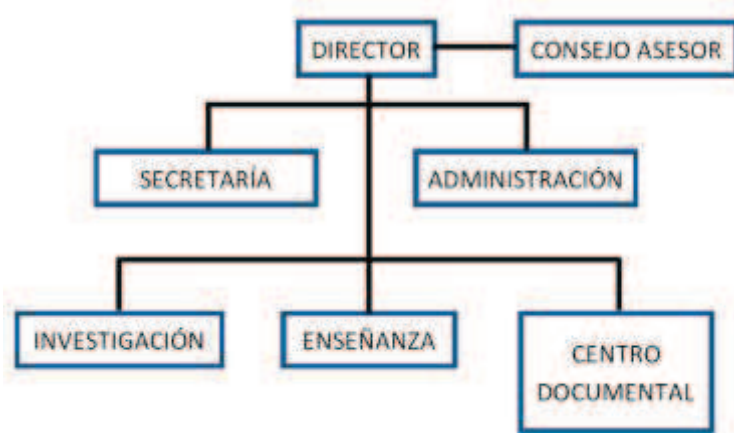 DIRECTOR
CONSEJO ASESOR
SECRETARÍA
ADMINISTRACIÓN
INVESTIGACIÓN
ENSEÑANZA
CENTRO
DOCUMENTAL